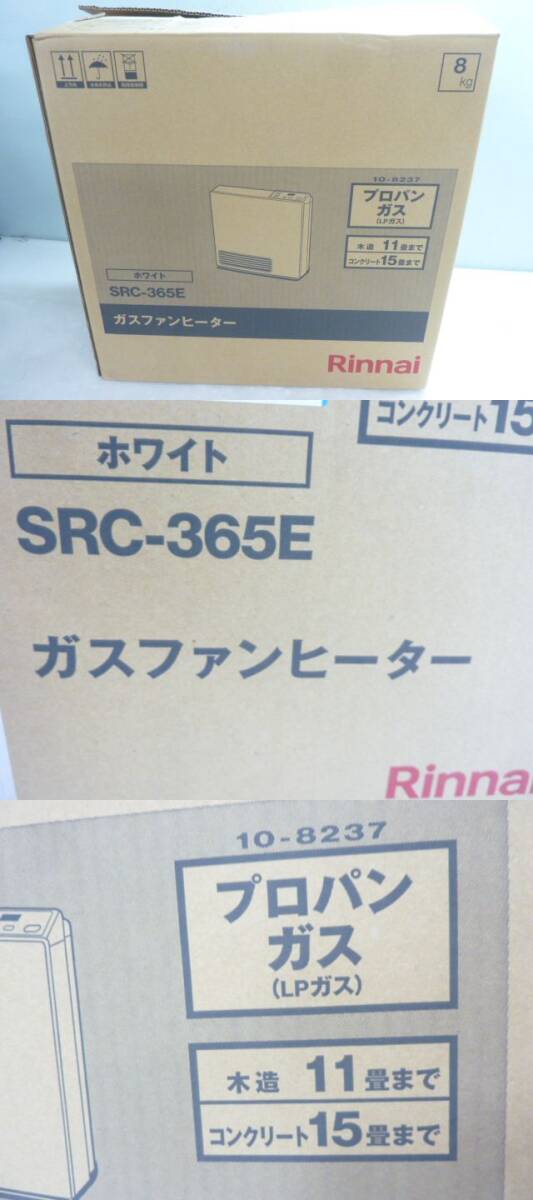 8
kg
10-8237
プロパン
ガス
(LPガス)
木造 11畳まで
コンクリート15畳まで
ホワイト
SRC-365E
ガスファンヒーター
Rinnai
コンクリート15
ホワイト
SRC-365E
ガスファンヒーター
Rinnai
10-8237
プロパン
ガス
(LPガス)
木造 11畳まで
コンクリート15畳まで